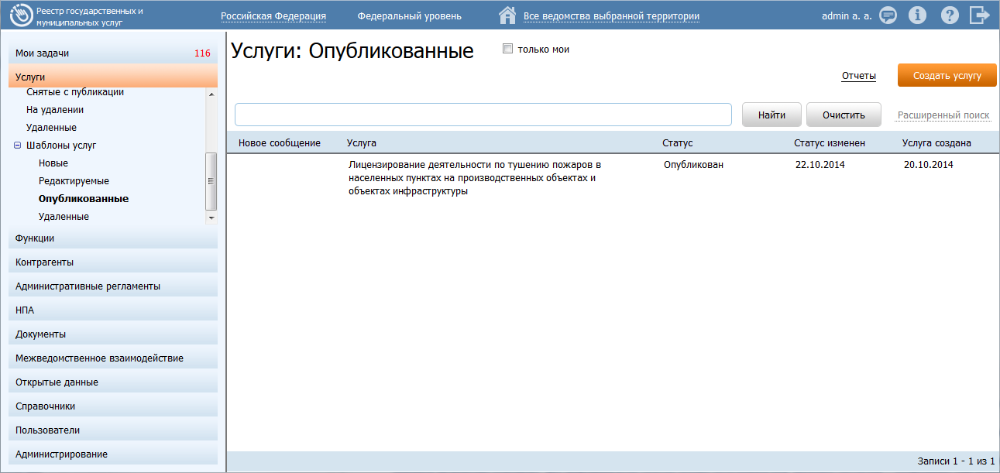 Реестр государственных и
муниципальных услуг
Российская Федерация
Федеральный уровень
Все ведомства выбранной территории
admin a. a.
Мои задачи 116
Услуги
Снятые с публикации
На удалении
Удаленные
Шаблоны услуг
Новые
Редактируемые
Опубликованные
Удаленные
Функции
Контрагенты
Административные регламенты
НПА
Документы
Межведомственное взаимодействие
Открытые данные
Справочники
Пользователи
Администрирование
Услуги: Опубликованные
только мои
Отчеты
Создать услугу
Найти
Очистить
Расширенный поиск
Новое сообщение Услуга Статус Статус изменен Услуга создана
Лицензирование деятельности по тушению пожаров в Опубликован 22.10.2014 20.10.2014
населенных пунктах на производственных объектах и
объектах инфраструктуры
Записи 1 - 1 из 1